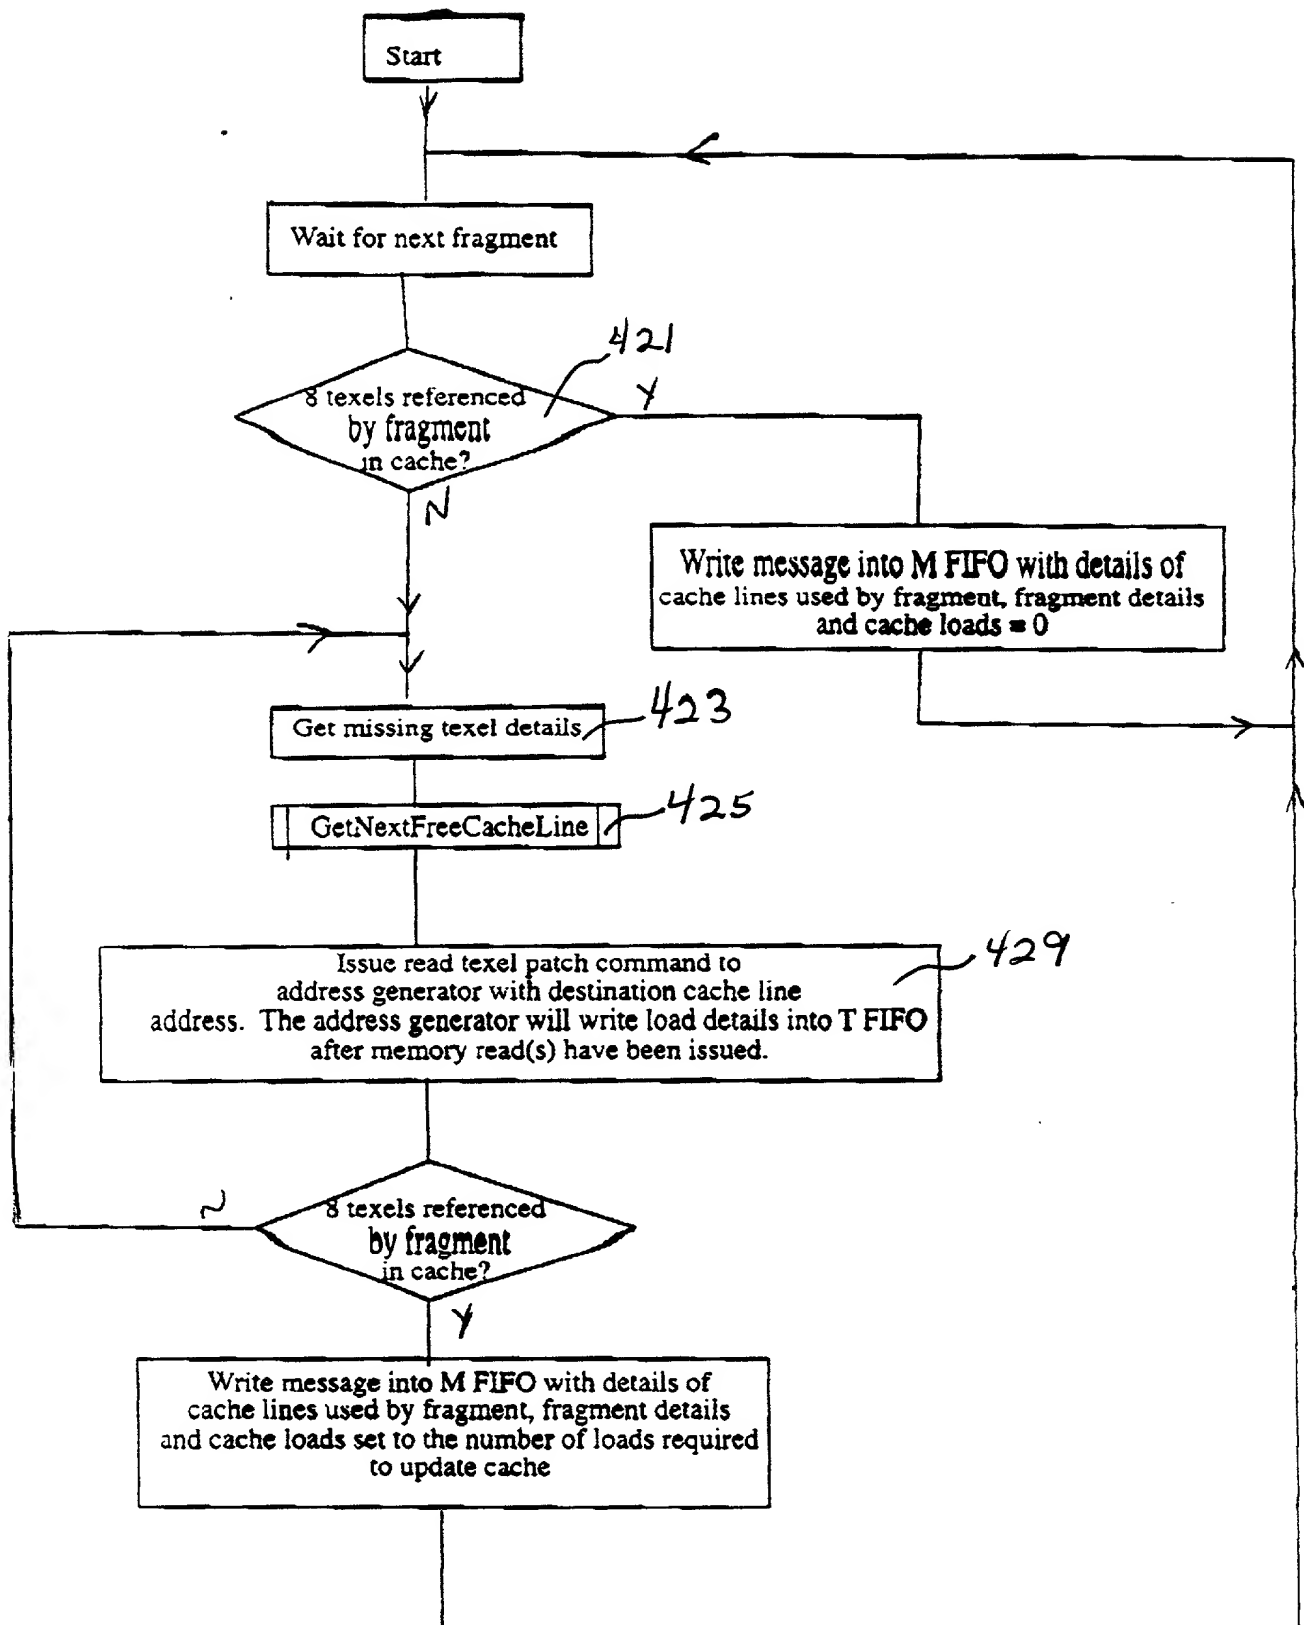 Start
Wait for next fragment
421
8 texels referenced
by fragment
in cache?
Y
N
Write message into M FIFO with details of
cache lines used by fragment, fragment details
and cache loads = 0
Get missing texel details
423
GetNextFreeCacheLine
425
Issue read texel patch command to
address generator with destination cache line
address. The address generator will write load details into T FIFO
after memory read(s) have been issued.
429
8 texels referenced
by fragment
in cache?
N
Y
Write message into M FIFO with details of
cache lines used by fragment, fragment details
and cache loads set to the number of loads required
to update cache